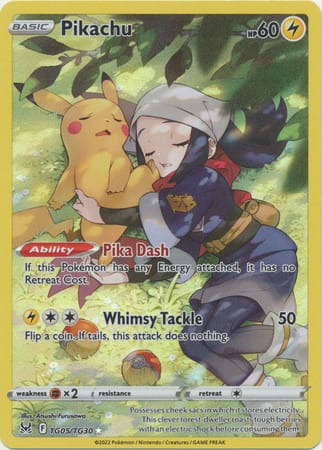 BASIC Pikachu HP60
Ability Pika Dash
If this Pokémon has any Energy attached, it has no
Retreat Cost.
Whimsy Tackle 50
Flip a coin. If tails, this attack does nothing.
weakness ×2 resistance retreat
Illus. Atsushi Furusawa
F TG05/TG30
Possesses cheek sacs in which it stores electricity.
This clever forest-dweller roasts tough berries
with an electric shock before consuming them.
©2022 Pokémon / Nintendo / Creatures / GAME FREAK